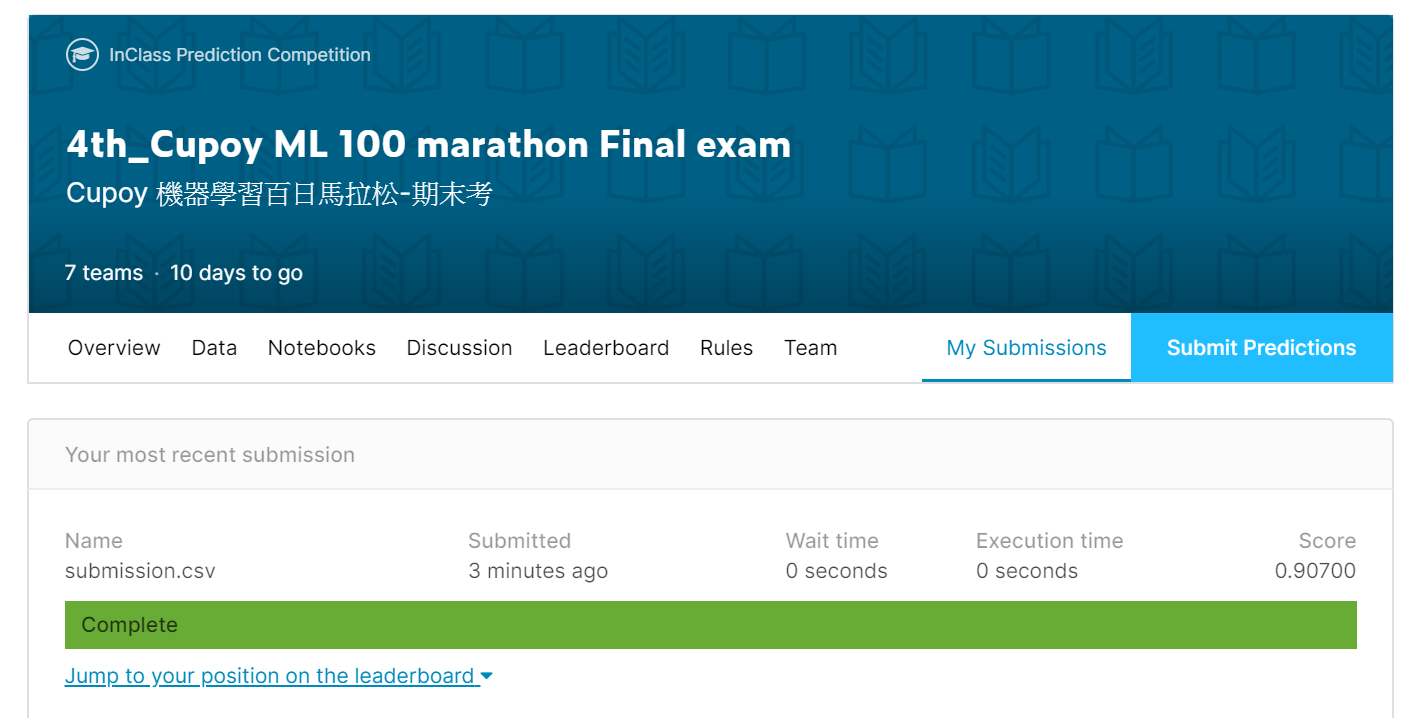 InClass Prediction Competition
4th_Cupoy ML 100 marathon Final exam
Cupoy 機器學習百日馬拉松-期末考
7 teams · 10 days to go
Overview Data Notebooks Discussion Leaderboard Rules Team My Submissions Submit Predictions
Your most recent submission
Name Submitted Wait time Execution time Score
submission.csv 3 minutes ago 0 seconds 0 seconds 0.90700
Complete
Jump to your position on the leaderboard